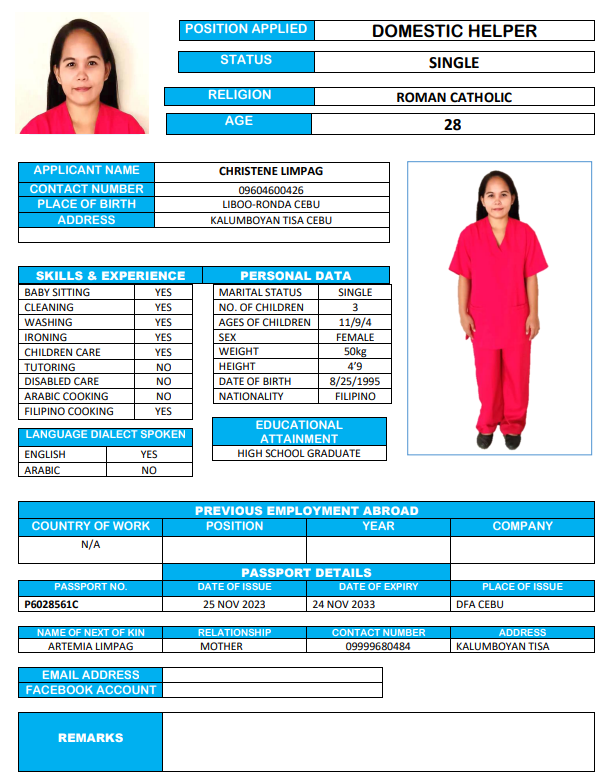 POSITION APPLIED DOMESTIC HELPER
STATUS SINGLE
RELIGION ROMAN CATHOLIC
AGE 28
APPLICANT NAME CHRISTENE LIMPAG
CONTACT NUMBER 09604600426
PLACE OF BIRTH LIBOO-RONDA CEBU
ADDRESS KALUMBOYAN TISA CEBU
SKILLS & EXPERIENCE
BABY SITTING YES
CLEANING YES
WASHING YES
IRONING YES
CHILDREN CARE YES
TUTORING NO
DISABLED CARE NO
ARABIC COOKING NO
FILIPINO COOKING YES
LANGUAGE DIALECT SPOKEN
ENGLISH YES
ARABIC NO
PERSONAL DATA
MARITAL STATUS SINGLE
NO. OF CHILDREN 3
AGES OF CHILDREN 11/9/4
SEX FEMALE
WEIGHT 50kg
HEIGHT 4'9
DATE OF BIRTH 8/25/1995
NATIONALITY FILIPINO
EDUCATIONAL
ATTAINMENT
HIGH SCHOOL GRADUATE
PREVIOUS EMPLOYMENT ABROAD
COUNTRY OF WORK POSITION YEAR COMPANY
N/A
PASSPORT DETAILS
PASSPORT NO. DATE OF ISSUE DATE OF EXPIRY PLACE OF ISSUE
P6028561C 25 NOV 2023 24 NOV 2033 DFA CEBU
NAME OF NEXT OF KIN RELATIONSHIP CONTACT NUMBER ADDRESS
ARTEMIA LIMPAG MOTHER 09999680484 KALUMBOYAN TISA
EMAIL ADDRESS
FACEBOOK ACCOUNT
REMARKS